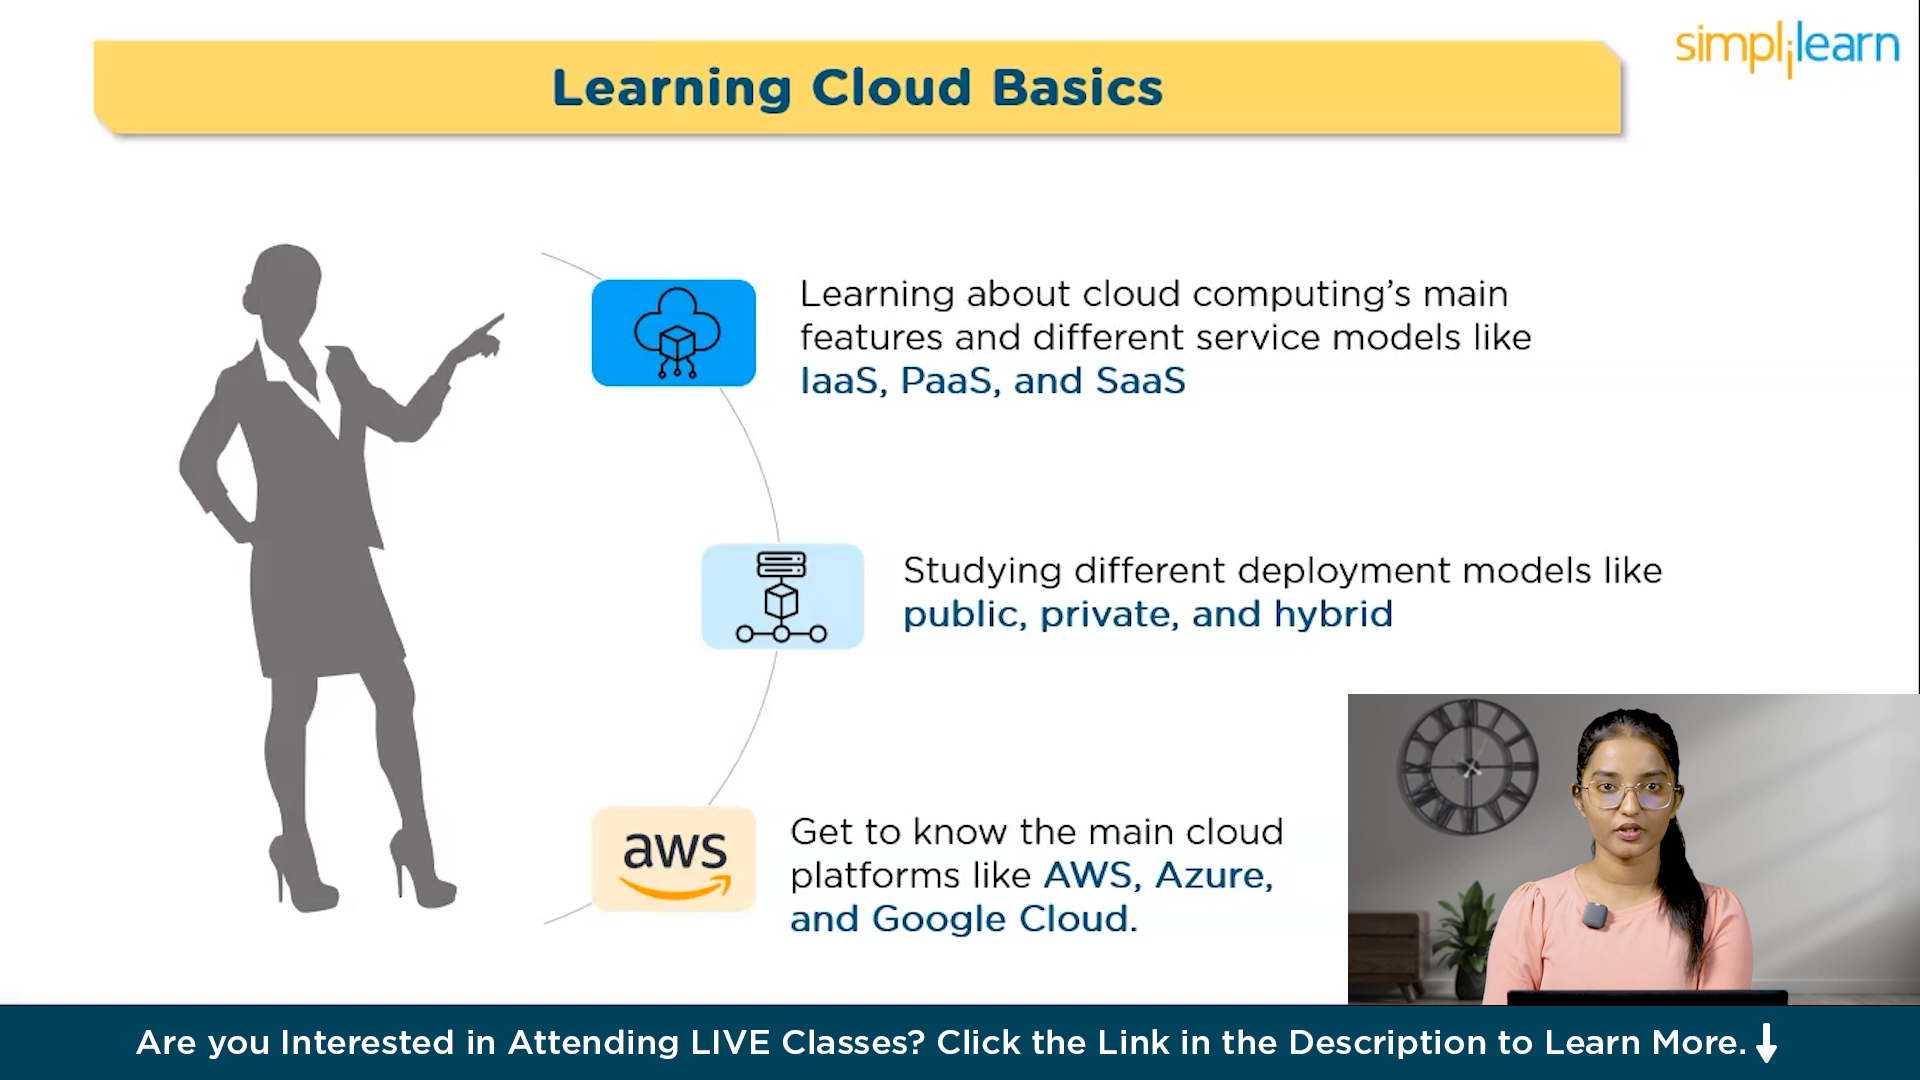 simplilearn
Learning Cloud Basics
Learning about cloud computing’s main
features and different service models like
IaaS, PaaS, and SaaS
Studying different deployment models like
public, private, and hybrid
aws
Get to know the main cloud
platforms like AWS, Azure,
and Google Cloud.
Are you Interested in Attending LIVE Classes? Click the Link in the Description to Learn More.